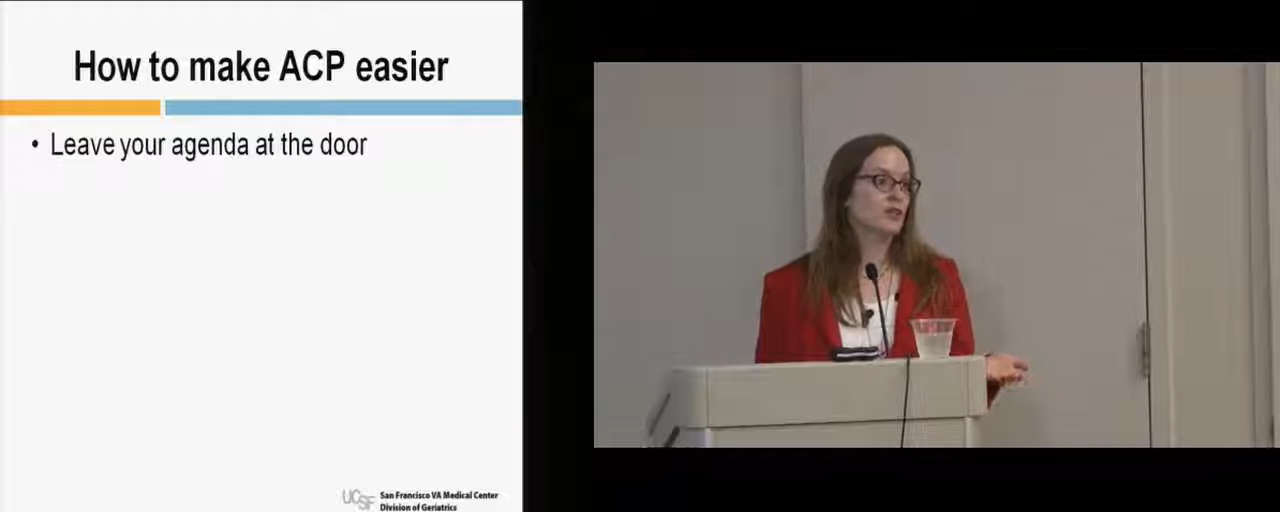 How to make ACP easier
• Leave your agenda at the door
UCSF
San Francisco VA Medical Center
Division of Geriatrics